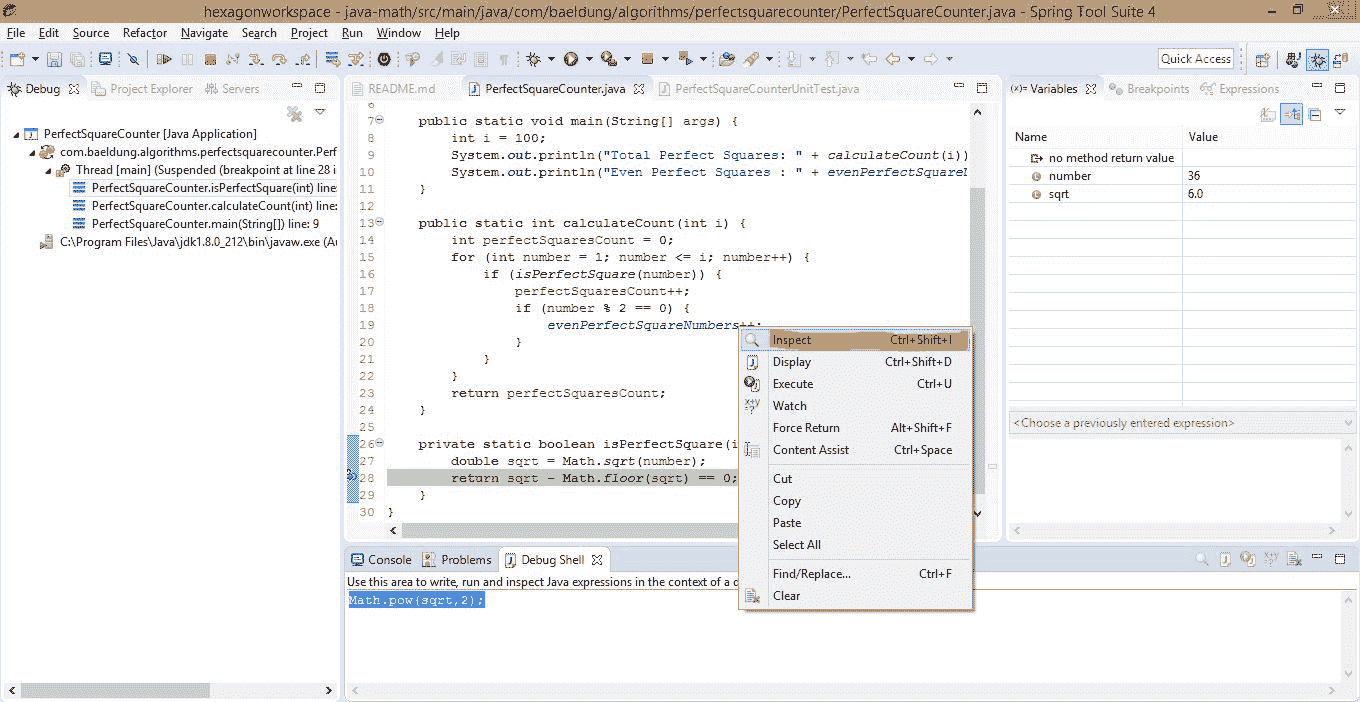 hexagonworkspace - java-math/src/main/java/com/baeldung/algorithms/perfectsquarecounter/PerfectSquareCounter.java - Spring Tool Suite 4
File Edit Source Refactor Navigate Search Project Run Window Help
Quick Access
Debug Project Explorer Servers
PerfectSquareCounter [Java Application]
com.baeldung.algorithms.perfectsquarecounter.Perf
Thread [main] (Suspended (breakpoint at line 28 i
PerfectSquareCounter.isPerfectSquare(int) line:
PerfectSquareCounter.calculateCount(int) line:
PerfectSquareCounter.main(String[]) line: 9
C:\Program Files\Java\jdk1.8.0_212\bin\javaw.exe (Au
README.md PerfectSquareCounter.java PerfectSquareCounterUnitTest.java
6
7 public static void main(String[] args) {
8 int i = 100;
9 System.out.println("Total Perfect Squares: " + calculateCount(i))
10 System.out.println("Even Perfect Squares : " + evenPerfectSquare
11 }
12
13 public static int calculateCount(int i) {
14 int perfectSquaresCount = 0;
15 for (int number = 1; number <= i; number++) {
16 if (isPerfectSquare(number)) {
17 perfectSquaresCount++;
18 if (number % 2 == 0) {
19 evenPerfectSquareNumbers++;
20 }
21 }
22 }
23 return perfectSquaresCount;
24 }
25
26 private static boolean isPerfectSquare(i
27 double sqrt = Math.sqrt(number);
28 return sqrt - Math.floor(sqrt) == 0;
29 }
30 }
Inspect Ctrl+Shift+I
Display Ctrl+Shift+D
Execute Ctrl+U
Watch
Force Return Alt+Shift+F
Content Assist Ctrl+Space
Cut
Copy
Paste
Select All
Find/Replace... Ctrl+F
Clear
(x)= Variables Breakpoints Expressions
Name Value
no method return value
number 36
sqrt 6.0
<Choose a previously entered expression>
Console Problems Debug Shell
Use this area to write, run and inspect Java expressions in the context of a d
Math.pow(sqrt,2);